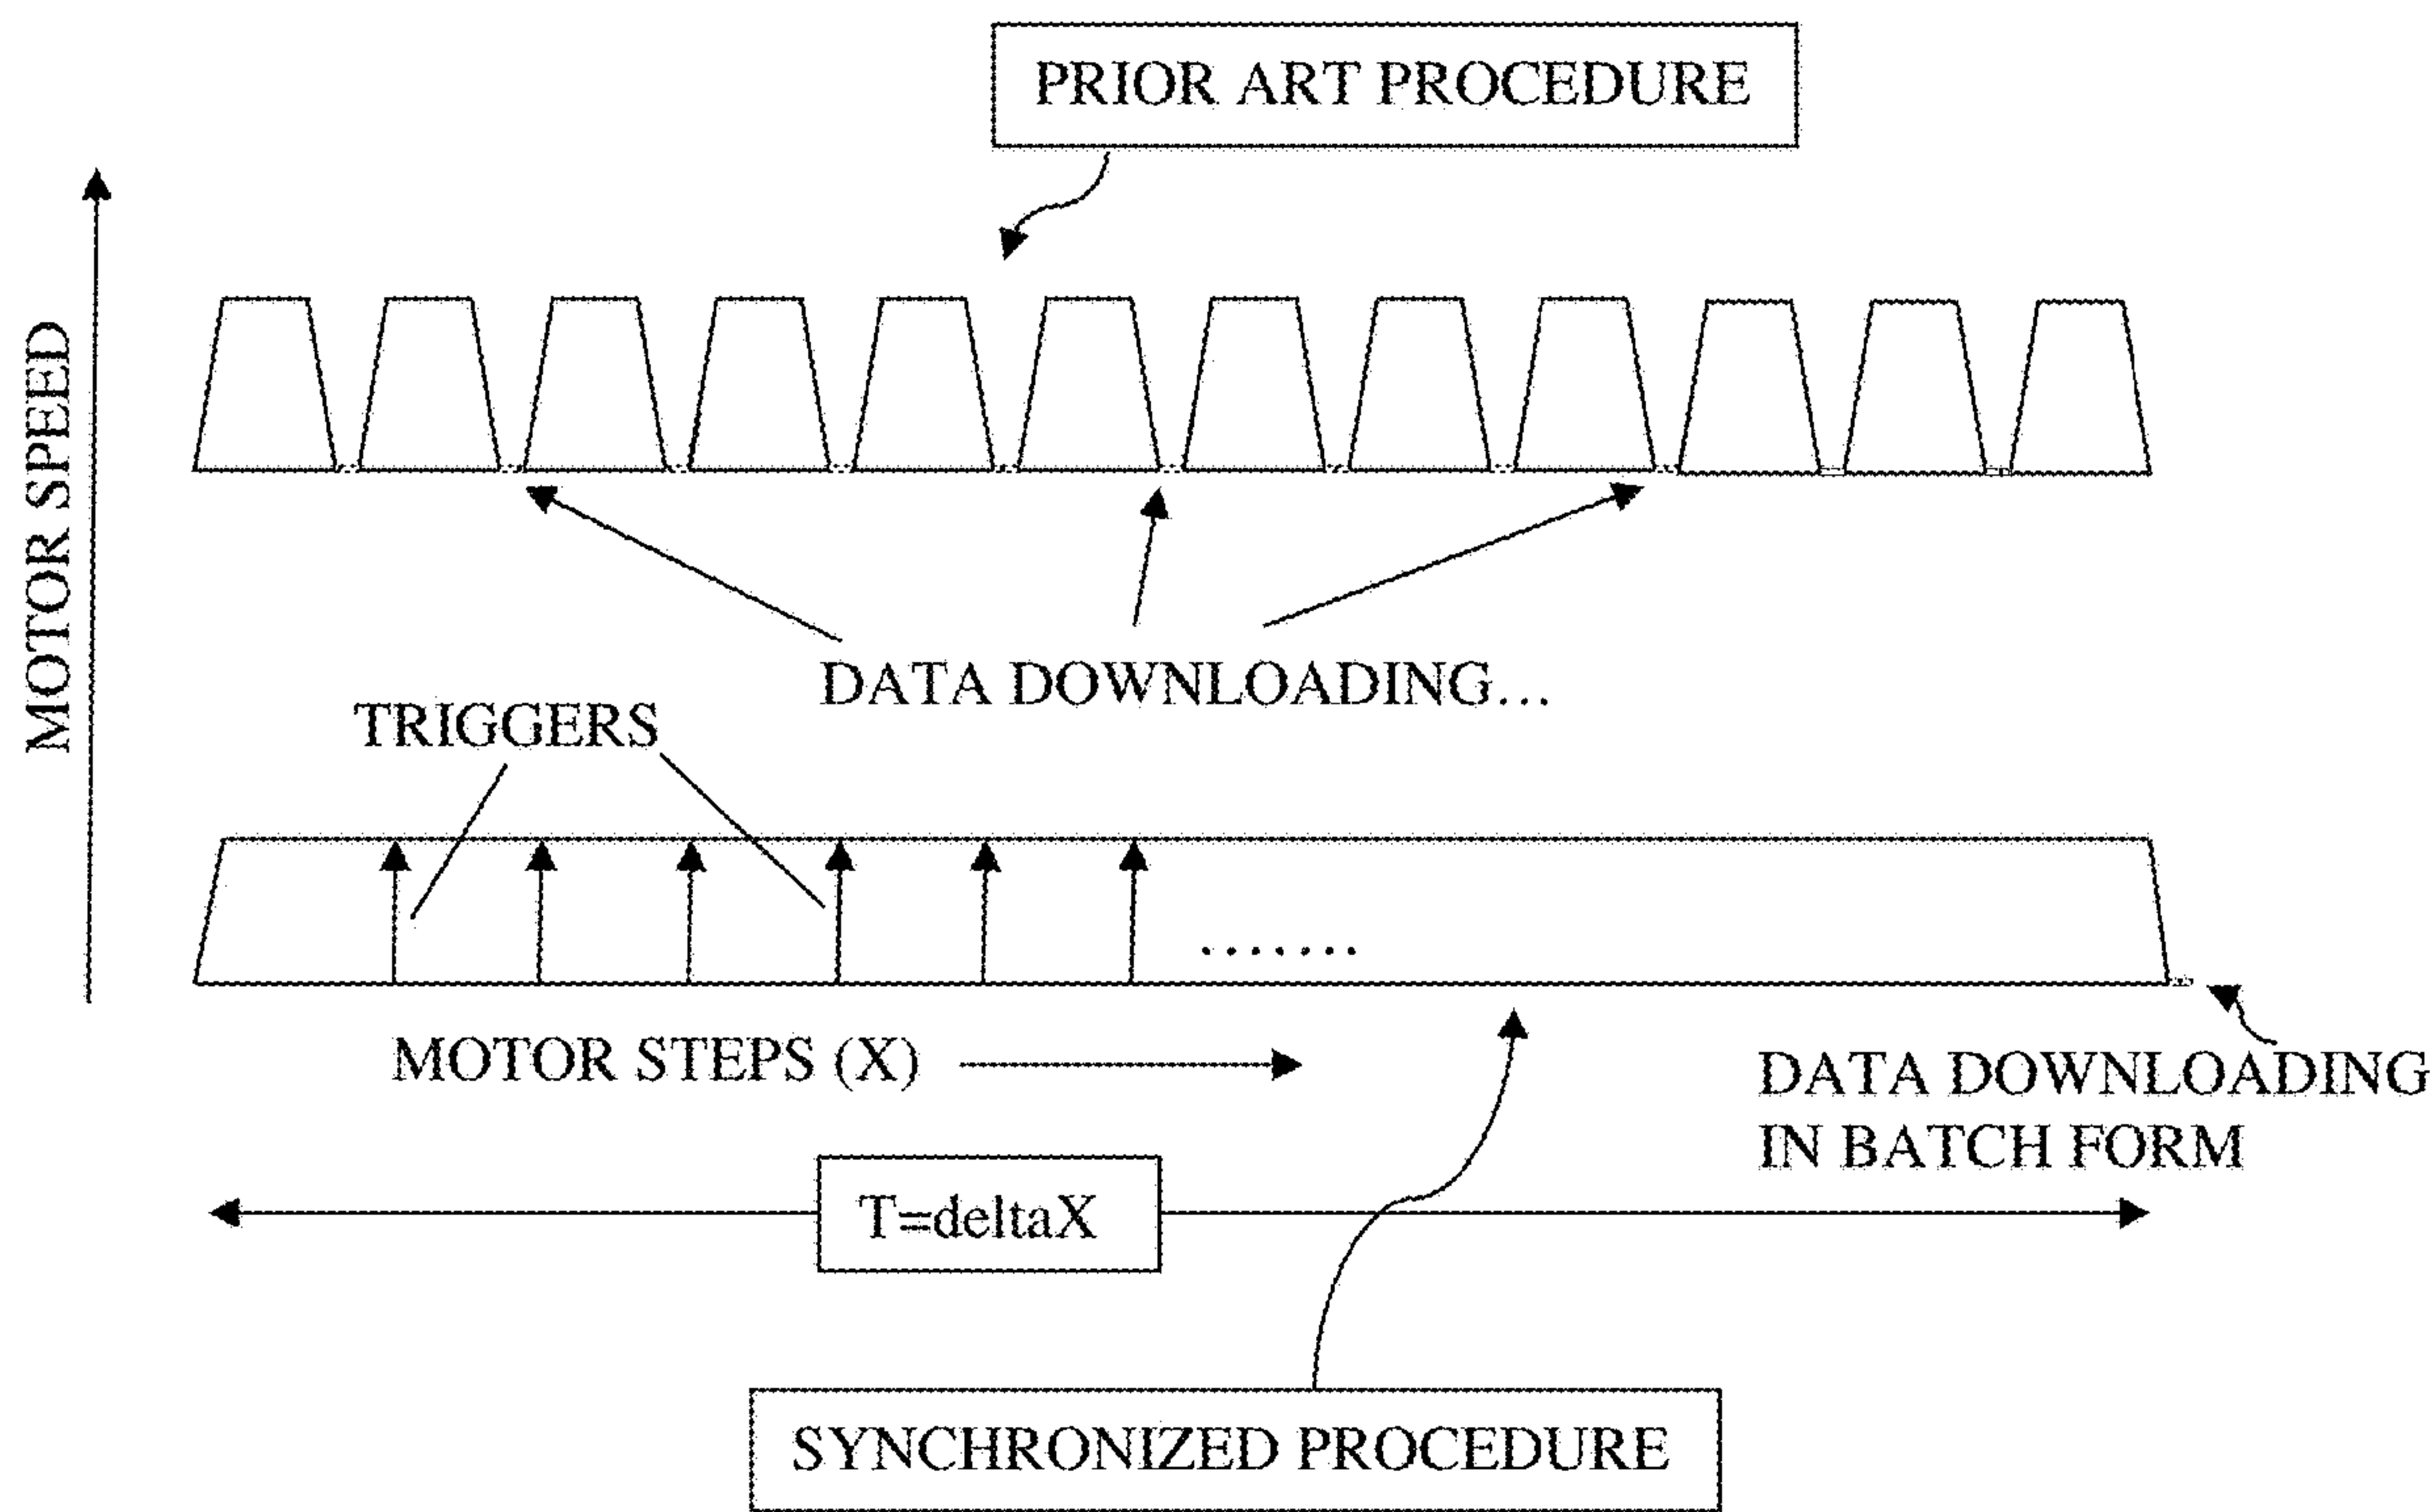 PRIOR ART PROCEDURE
MOTOR SPEED
DATA DOWNLOADING...
TRIGGERS
.......
MOTOR STEPS (X)
DATA DOWNLOADING
IN BATCH FORM
T=deltaX
SYNCHRONIZED PROCEDURE